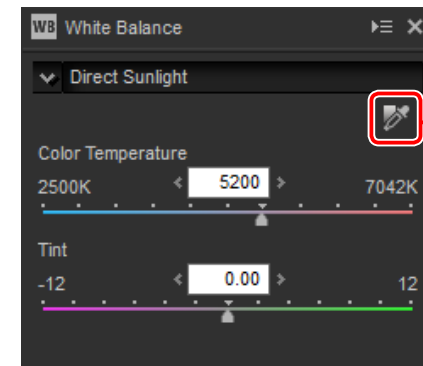 WB White Balance
Direct Sunlight
Color Temperature
2500K 5200 7042K
Tint
-12 0.00 12